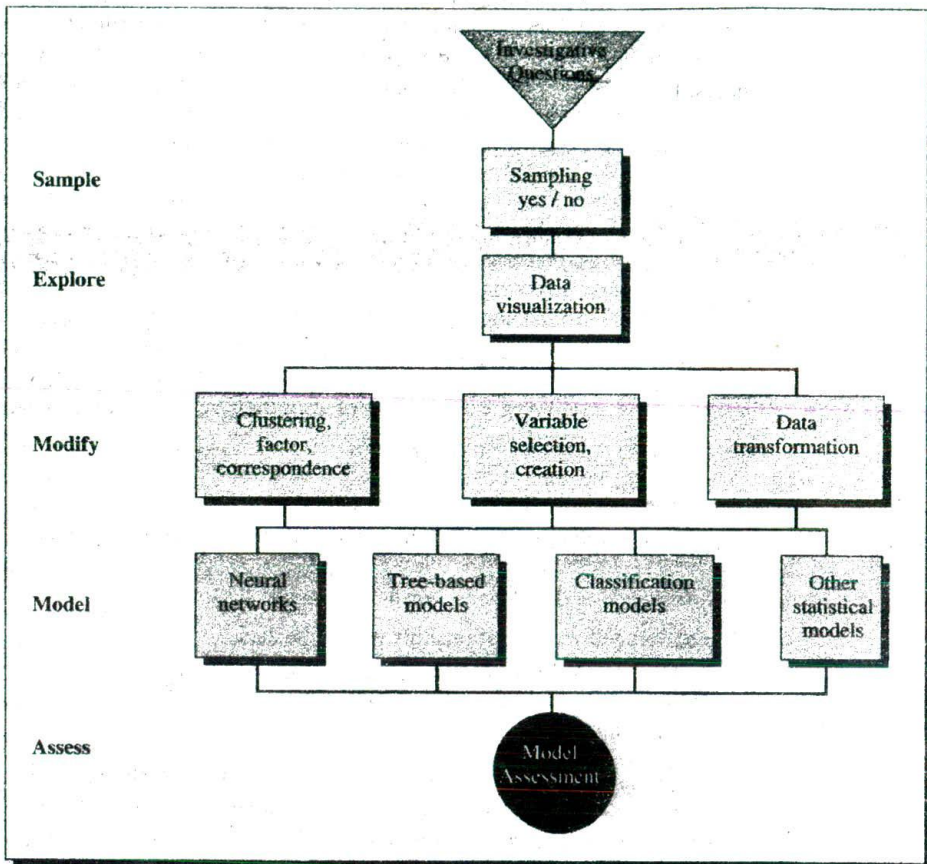 Investigative
Questions
Sample
Sampling
yes / no
Explore
Data
visualization
Modify
Clustering,
factor,
correspondence
Variable
selection,
creation
Data
transformation
Model
Neural
networks
Tree-based
models
Classification
models
Other
statistical
models
Assess
Model
Assessment